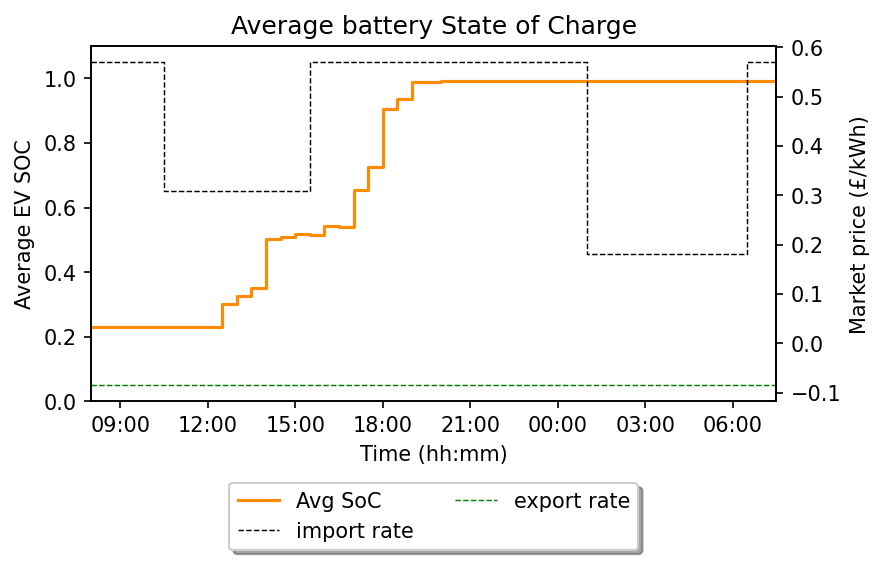 Average battery State of Charge
Average EV SOC
1.0
0.8
0.6
0.4
0.2
0.0
0.6
0.5
0.4
0.3
0.2
0.1
0.0
−0.1
Market price (£/kWh)
09:00 12:00 15:00 18:00 21:00 00:00 03:00 06:00
Time (hh:mm)
Avg SoC export rate
import rate